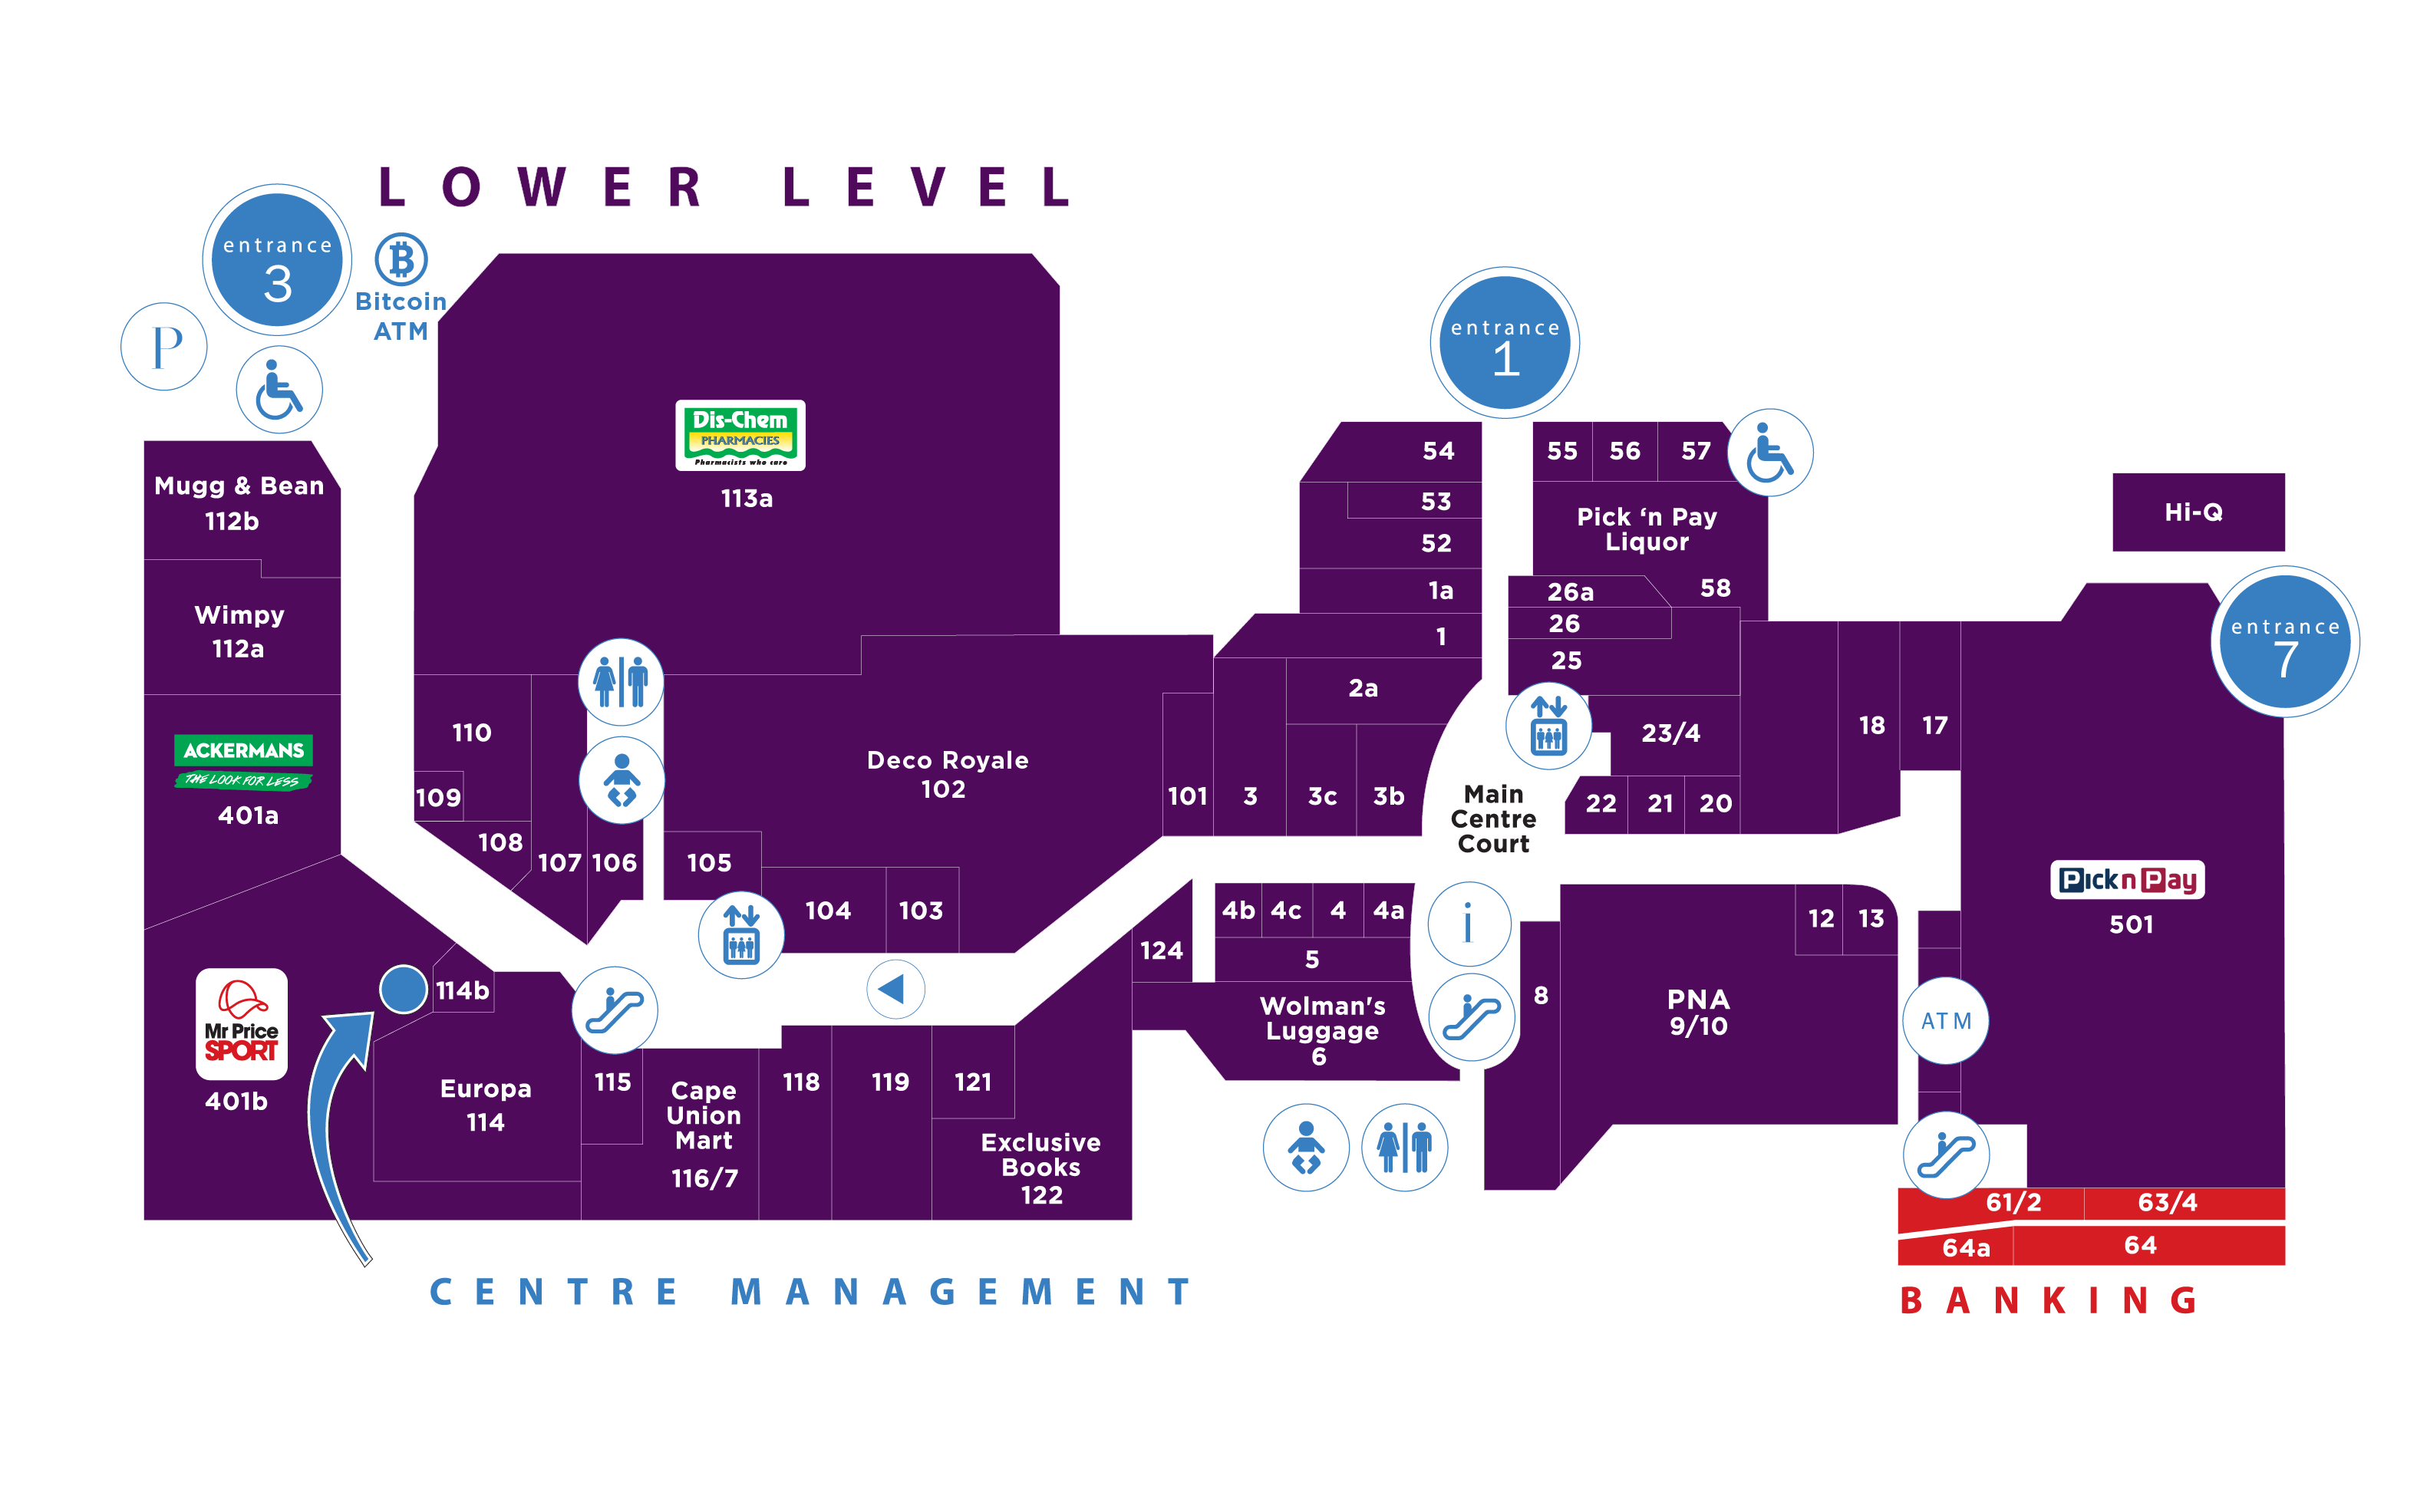 LOWER LEVEL
entrance
3
Bitcoin
ATM
P
entrance
1
Dis-Chem
PHARMACIES
Pharmacists who care
113a
54
53
52
1a
1
55
56
57
Pick ‘n Pay
Liquor
58
26a
26
25
Hi-Q
entrance
7
Mugg & Bean
112b
Wimpy
112a
ACKERMANS
THE LOOK FOR LESS
401a
110
109
108
107
106
105
Deco Royale
102
104
103
101
3
2a
3c
3b
Main
Centre
Court
23/4
22
21
20
18
17
Pick n Pay
501
4b
4c
4
4a
5
124
Wolman's
Luggage
6
i
8
PNA
9/10
12
13
ATM
Mr Price
SPORT
401b
114b
Europa
114
115
Cape
Union
Mart
116/7
118
119
121
Exclusive
Books
122
61/2
63/4
64a
64
CENTRE MANAGEMENT
BANKING